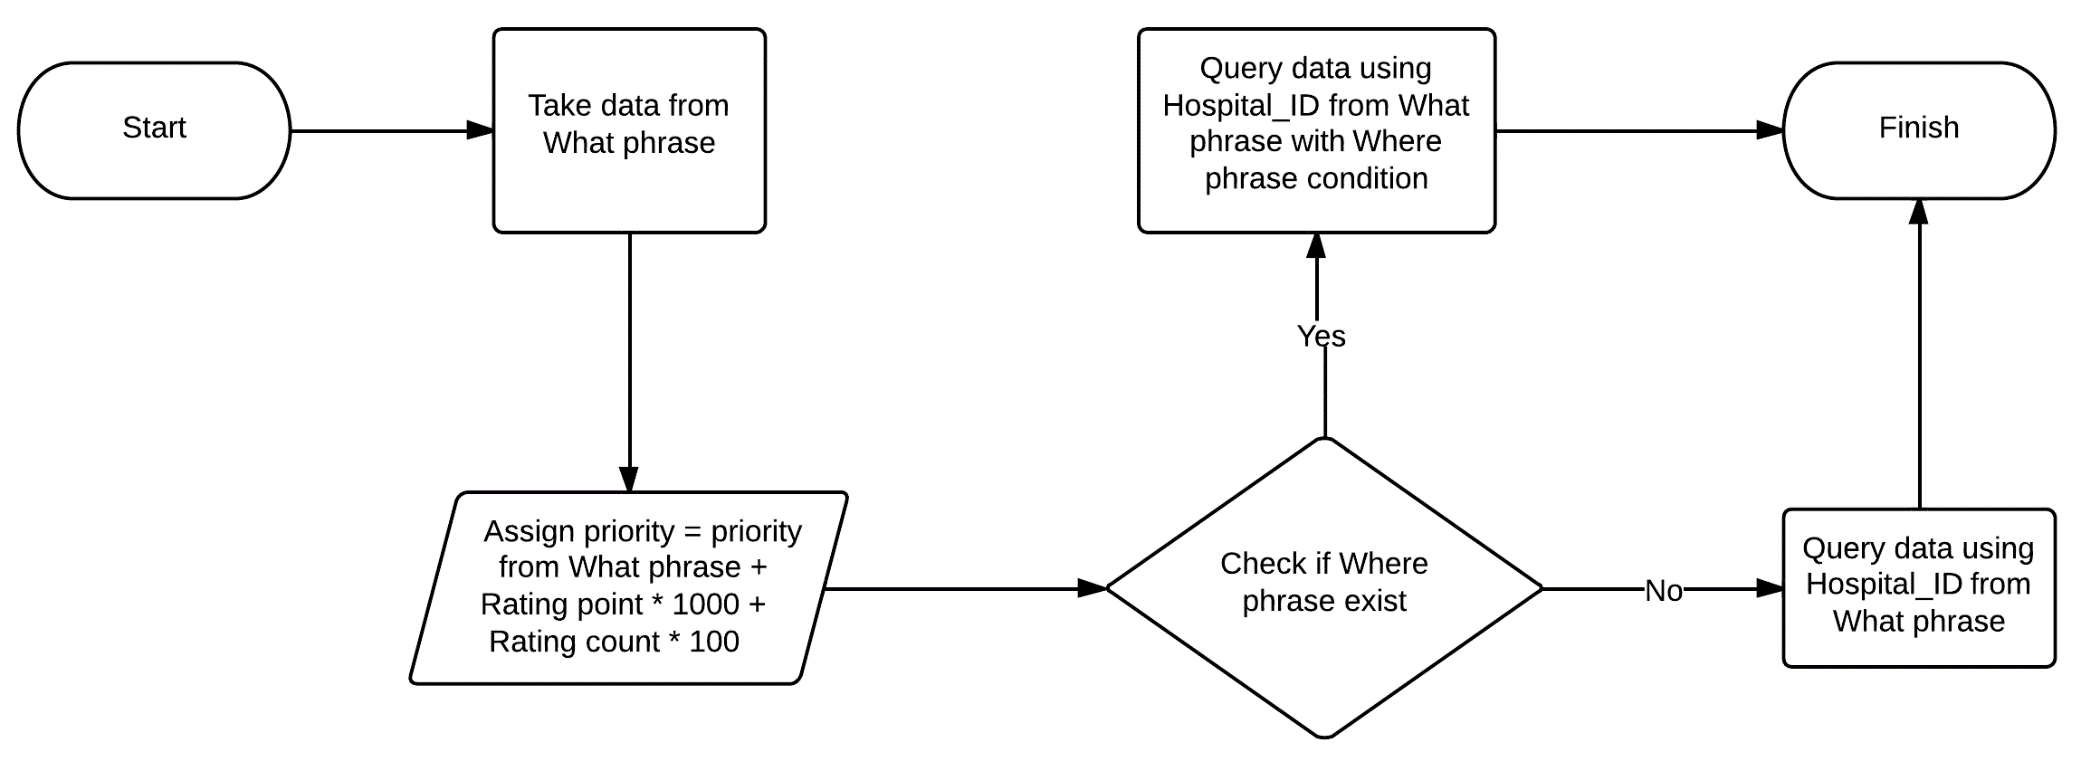 Start
Take data from
What phrase
Assign priority = priority
from What phrase +
Rating point * 1000 +
Rating count * 100
Check if Where
phrase exist
Yes
Query data using
Hospital_ID from What
phrase with Where
phrase condition
No
Query data using
Hospital_ID from
What phrase
Finish